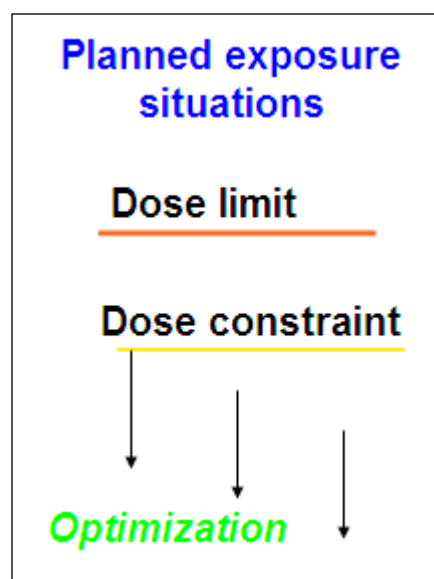 Planned exposure
situations
Dose limit
Dose constraint
Optimization